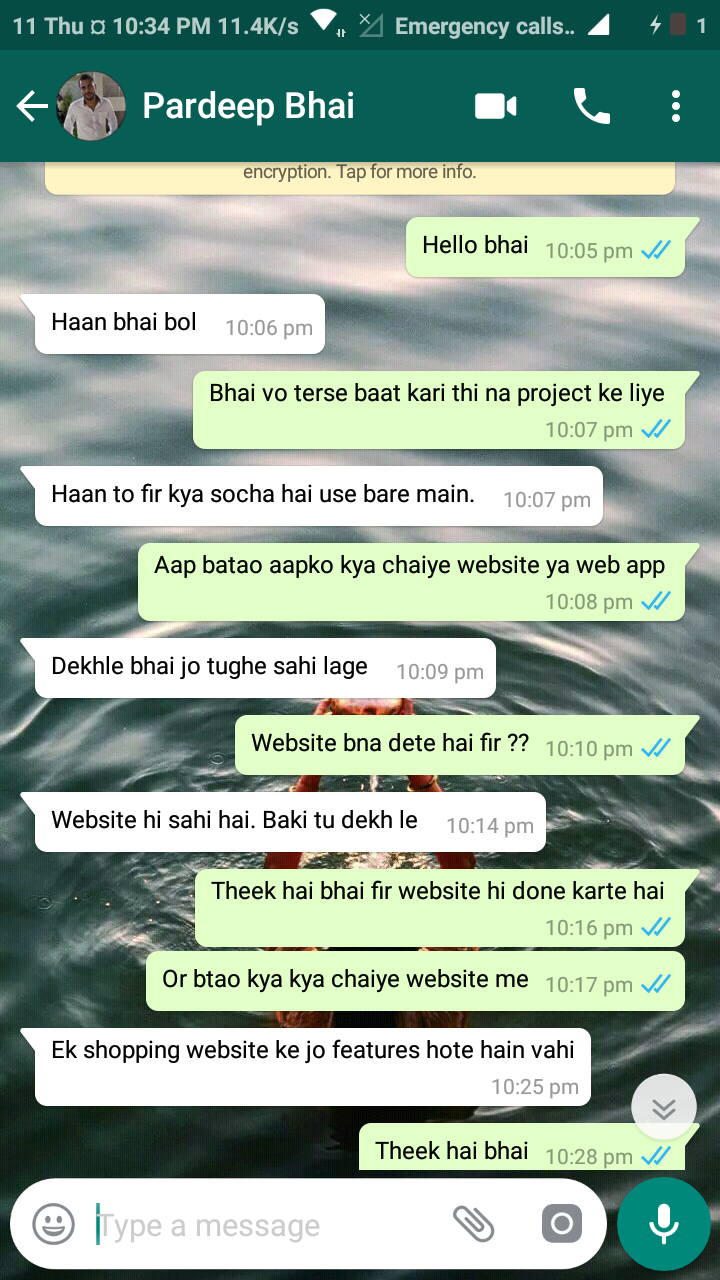 11 Thu ¤ 10:34 PM 11.4K/s Emergency calls.. 1
Pardeep Bhai
encryption. Tap for more info.
Hello bhai 10:05 pm
Haan bhai bol 10:06 pm
Bhai vo terse baat kari thi na project ke liye
10:07 pm
Haan to fir kya socha hai use bare main. 10:07 pm
Aap batao aapko kya chaiye website ya web app
10:08 pm
Dekhle bhai jo tughe sahi lage 10:09 pm
Website bna dete hai fir ?? 10:10 pm
Website hi sahi hai. Baki tu dekh le 10:14 pm
Theek hai bhai fir website hi done karte hai
10:16 pm
Or btao kya kya chaiye website me 10:17 pm
Ek shopping website ke jo features hote hain vahi
10:25 pm
Theek hai bhai 10:28 pm
Type a message